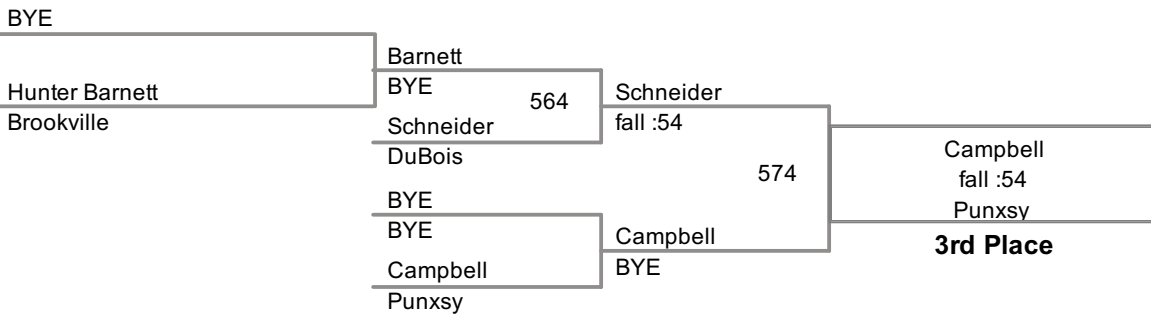 BYE
Hunter Barnett
Brookville
Barnett
BYE
564
Schneider
DuBois
BYE
BYE
Campbell
Punxsy
Schneider
fall :54
574
Campbell
BYE
Campbell
fall :54
Punxsy
3rd Place